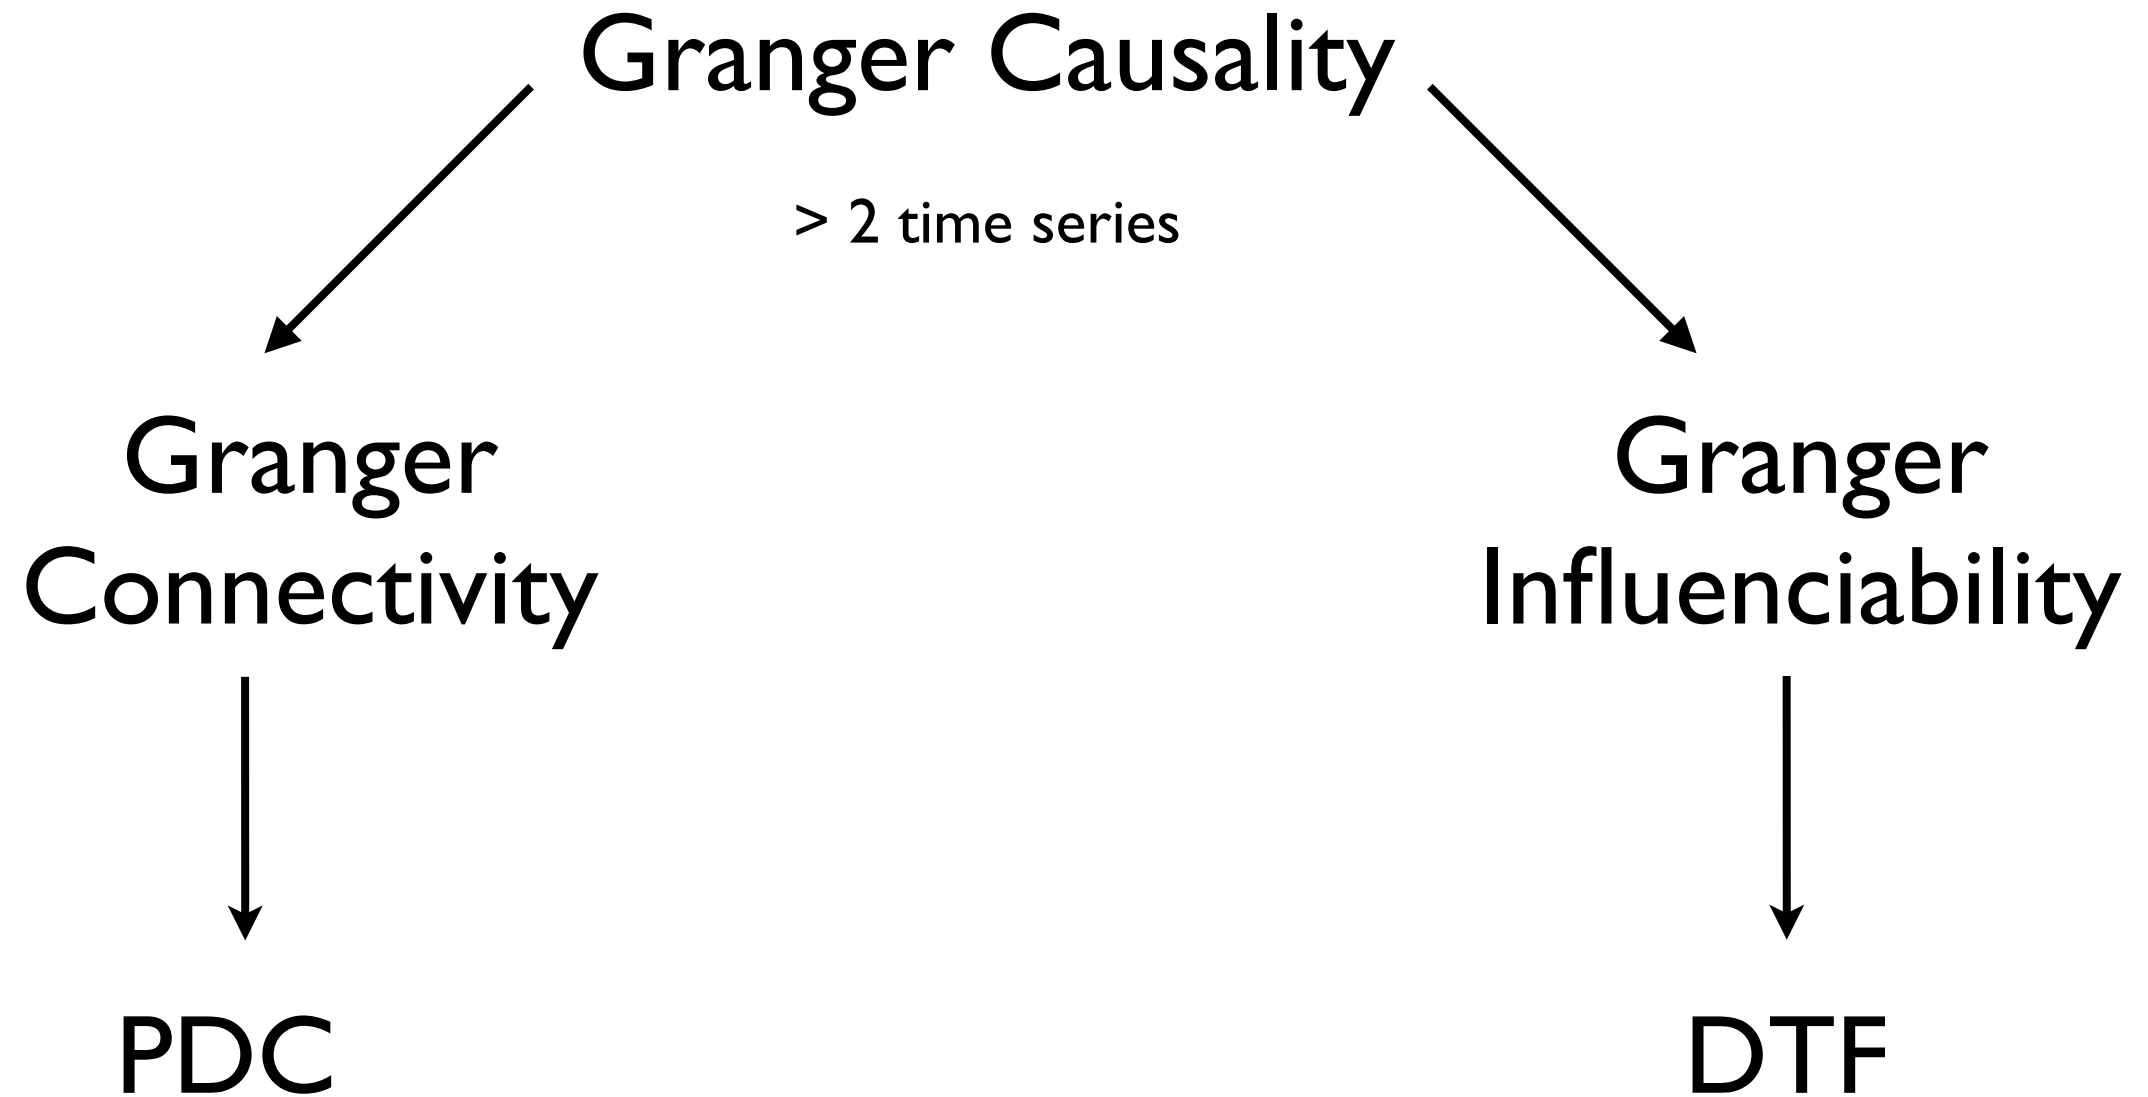 Granger Causality
> 2 time series
Granger
Connectivity
Granger
Influenciability
PDC
DTF